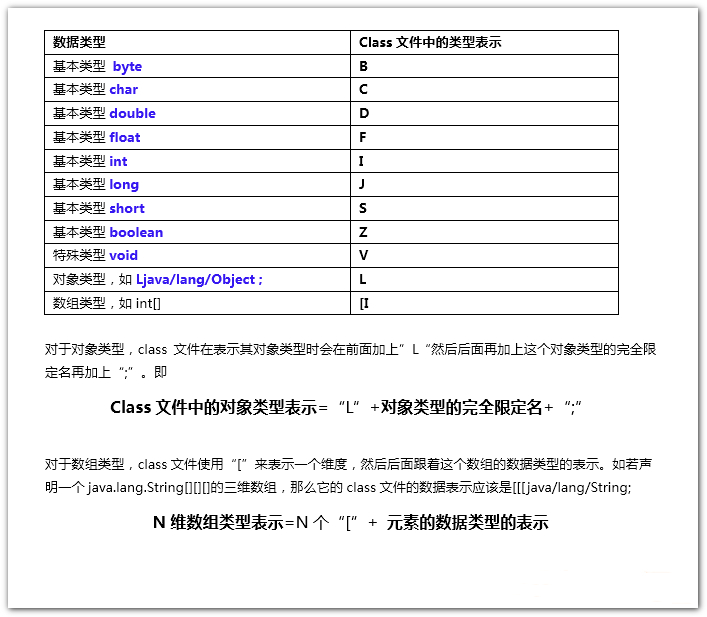 数据类型 Class 文件中的类型表示
基本类型 byte B
基本类型 char C
基本类型 double D
基本类型 float F
基本类型 int I
基本类型 long J
基本类型 short S
基本类型 boolean Z
特殊类型 void V
对象类型，如 Ljava/lang/Object ; L
数组类型，如 int[] [I
对于对象类型，class 文件在表示其对象类型时会在前面加上”L“然后后面再加上这个对象类型的完全限
定名再加上“;”。即
Class 文件中的对象类型表示=“L”+对象类型的完全限定名+“;”
对于数组类型，class 文件使用“[”来表示一个维度，然后后面跟着这个数组的数据类型的表示。如若声
明一个 java.lang.String[][][]的三维数组，那么它的 class 文件的数据表示应该是[[[java/lang/String;
N 维数组类型表示=N 个“[”+ 元素的数据类型的表示